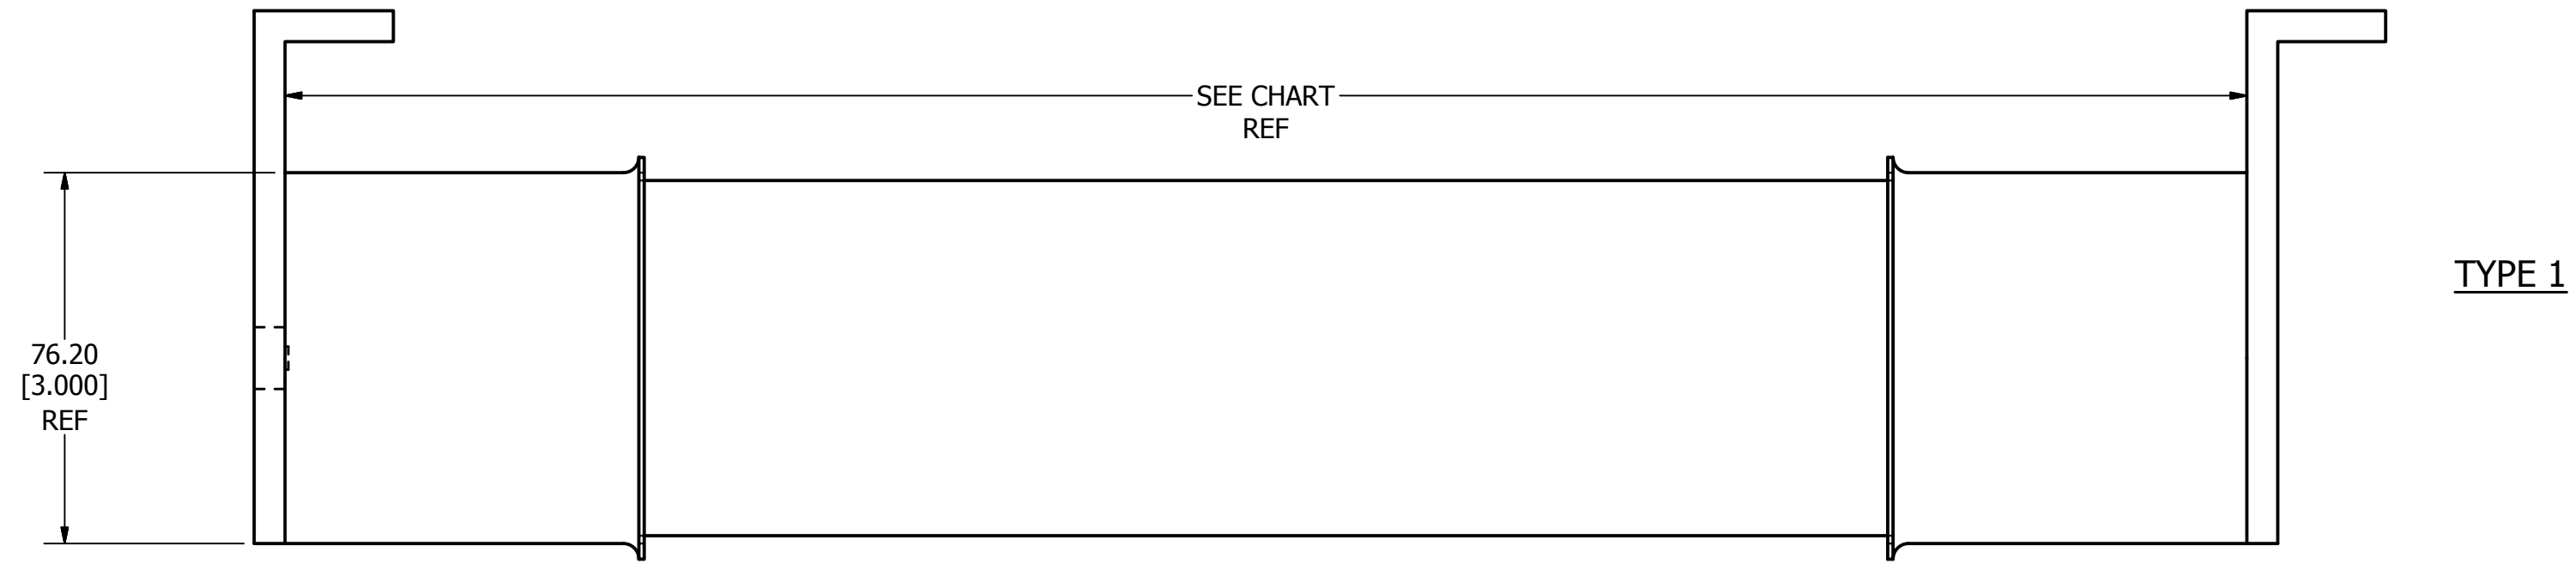 SEE CHART
REF
TYPE 1
76.20
[3.000]
REF